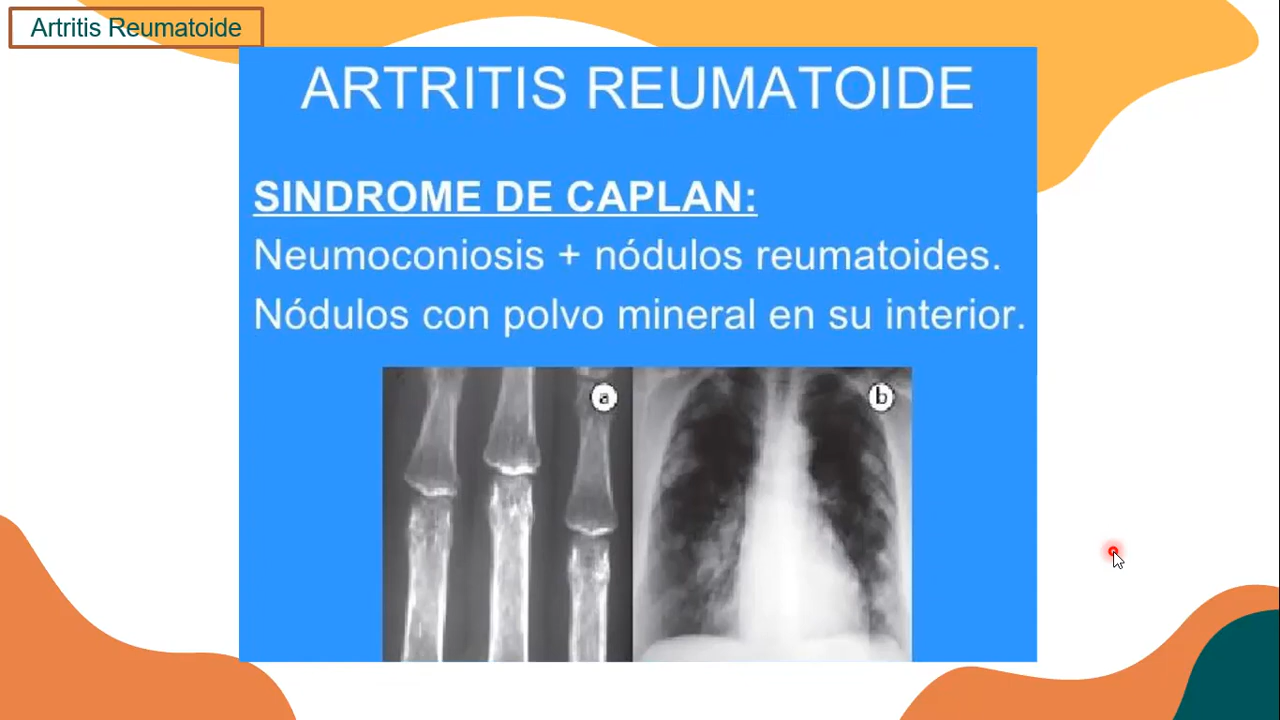 Artritis Reumatoide
ARTRITIS REUMATOIDE
SINDROME DE CAPLAN:
Neumoconiosis + nódulos reumatoides.
Nódulos con polvo mineral en su interior.
a
b